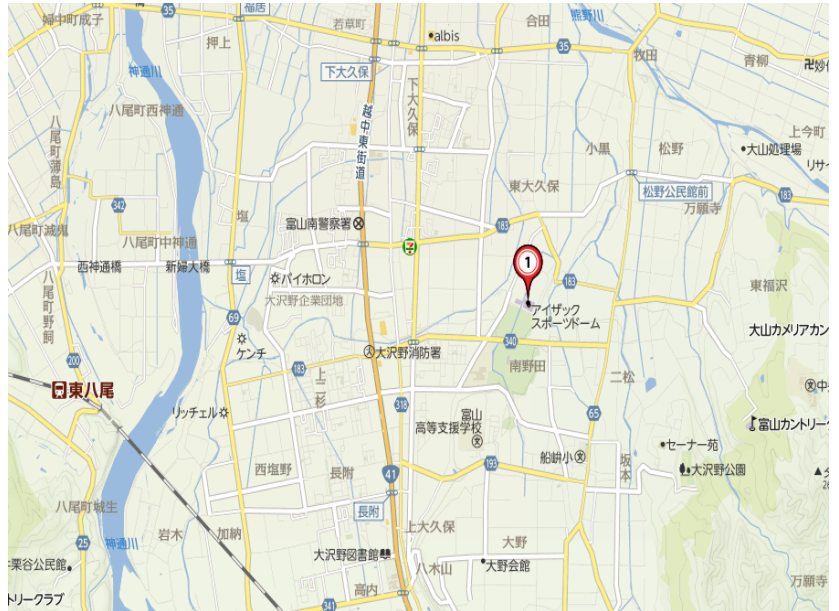 婦中町成子
35
福居
若草町
albis
合田
熊野川
押上
35
牧田
青柳
神通川
下大久保
下大久保
八尾町西神通
越中東街道
上今町
小黒
松野
大山処理場
八尾町薄島
東大久保
松野公民館前
183
342
塩
万願寺
富山南警察署
183
八尾町滅鬼
八尾町中神通
西神通橋
新婦大橋
塩
1
パイホロン
183
東福沢
大沢野企業団地
アイザック
スポーツドーム
八尾町野飼
69
大山カメリアカン
ケンチ
340
大沢野消防署
200
183
上二杉
南野田
二松
東八尾
リッチェル
318
65
富山
高等支援学校
富山カントリーク
西塩野
長附
41
193
船峅小
坂本
セーナー苑
大沢野公園
八尾町城生
長附
岩木
加納
上大久保
25
神通川
大沢野図書館
大野
栗谷公民館
八木山
大野会館
万願寺
トリークラブ
高内
341